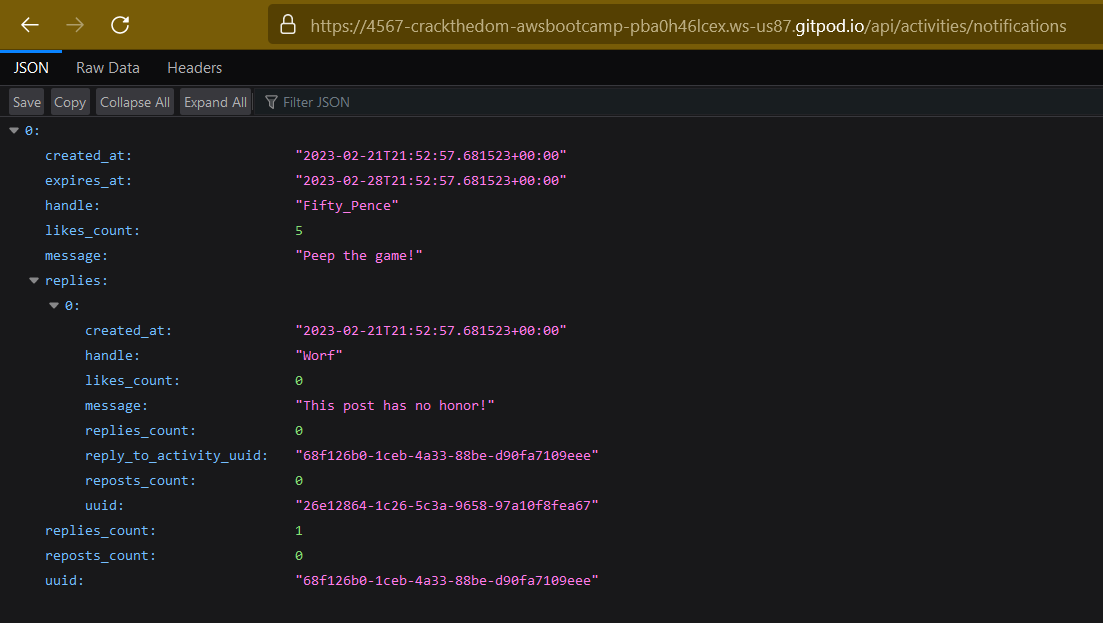 https://4567-crackthedom-awsbootcamp-pba0h46lcex.ws-us87.gitpod.io/api/activities/notifications
JSON Raw Data Headers
Save Copy Collapse All Expand All Filter JSON
0:
created_at: "2023-02-21T21:52:57.681523+00:00"
expires_at: "2023-02-28T21:52:57.681523+00:00"
handle: "Fifty_Pence"
likes_count: 5
message: "Peep the game!"
replies:
0:
created_at: "2023-02-21T21:52:57.681523+00:00"
handle: "Worf"
likes_count: 0
message: "This post has no honor!"
replies_count: 0
reply_to_activity_uuid: "68f126b0-1ceb-4a33-88be-d90fa7109eee"
reposts_count: 0
uuid: "26e12864-1c26-5c3a-9658-97a10f8fea67"
replies_count: 1
reposts_count: 0
uuid: "68f126b0-1ceb-4a33-88be-d90fa7109eee"